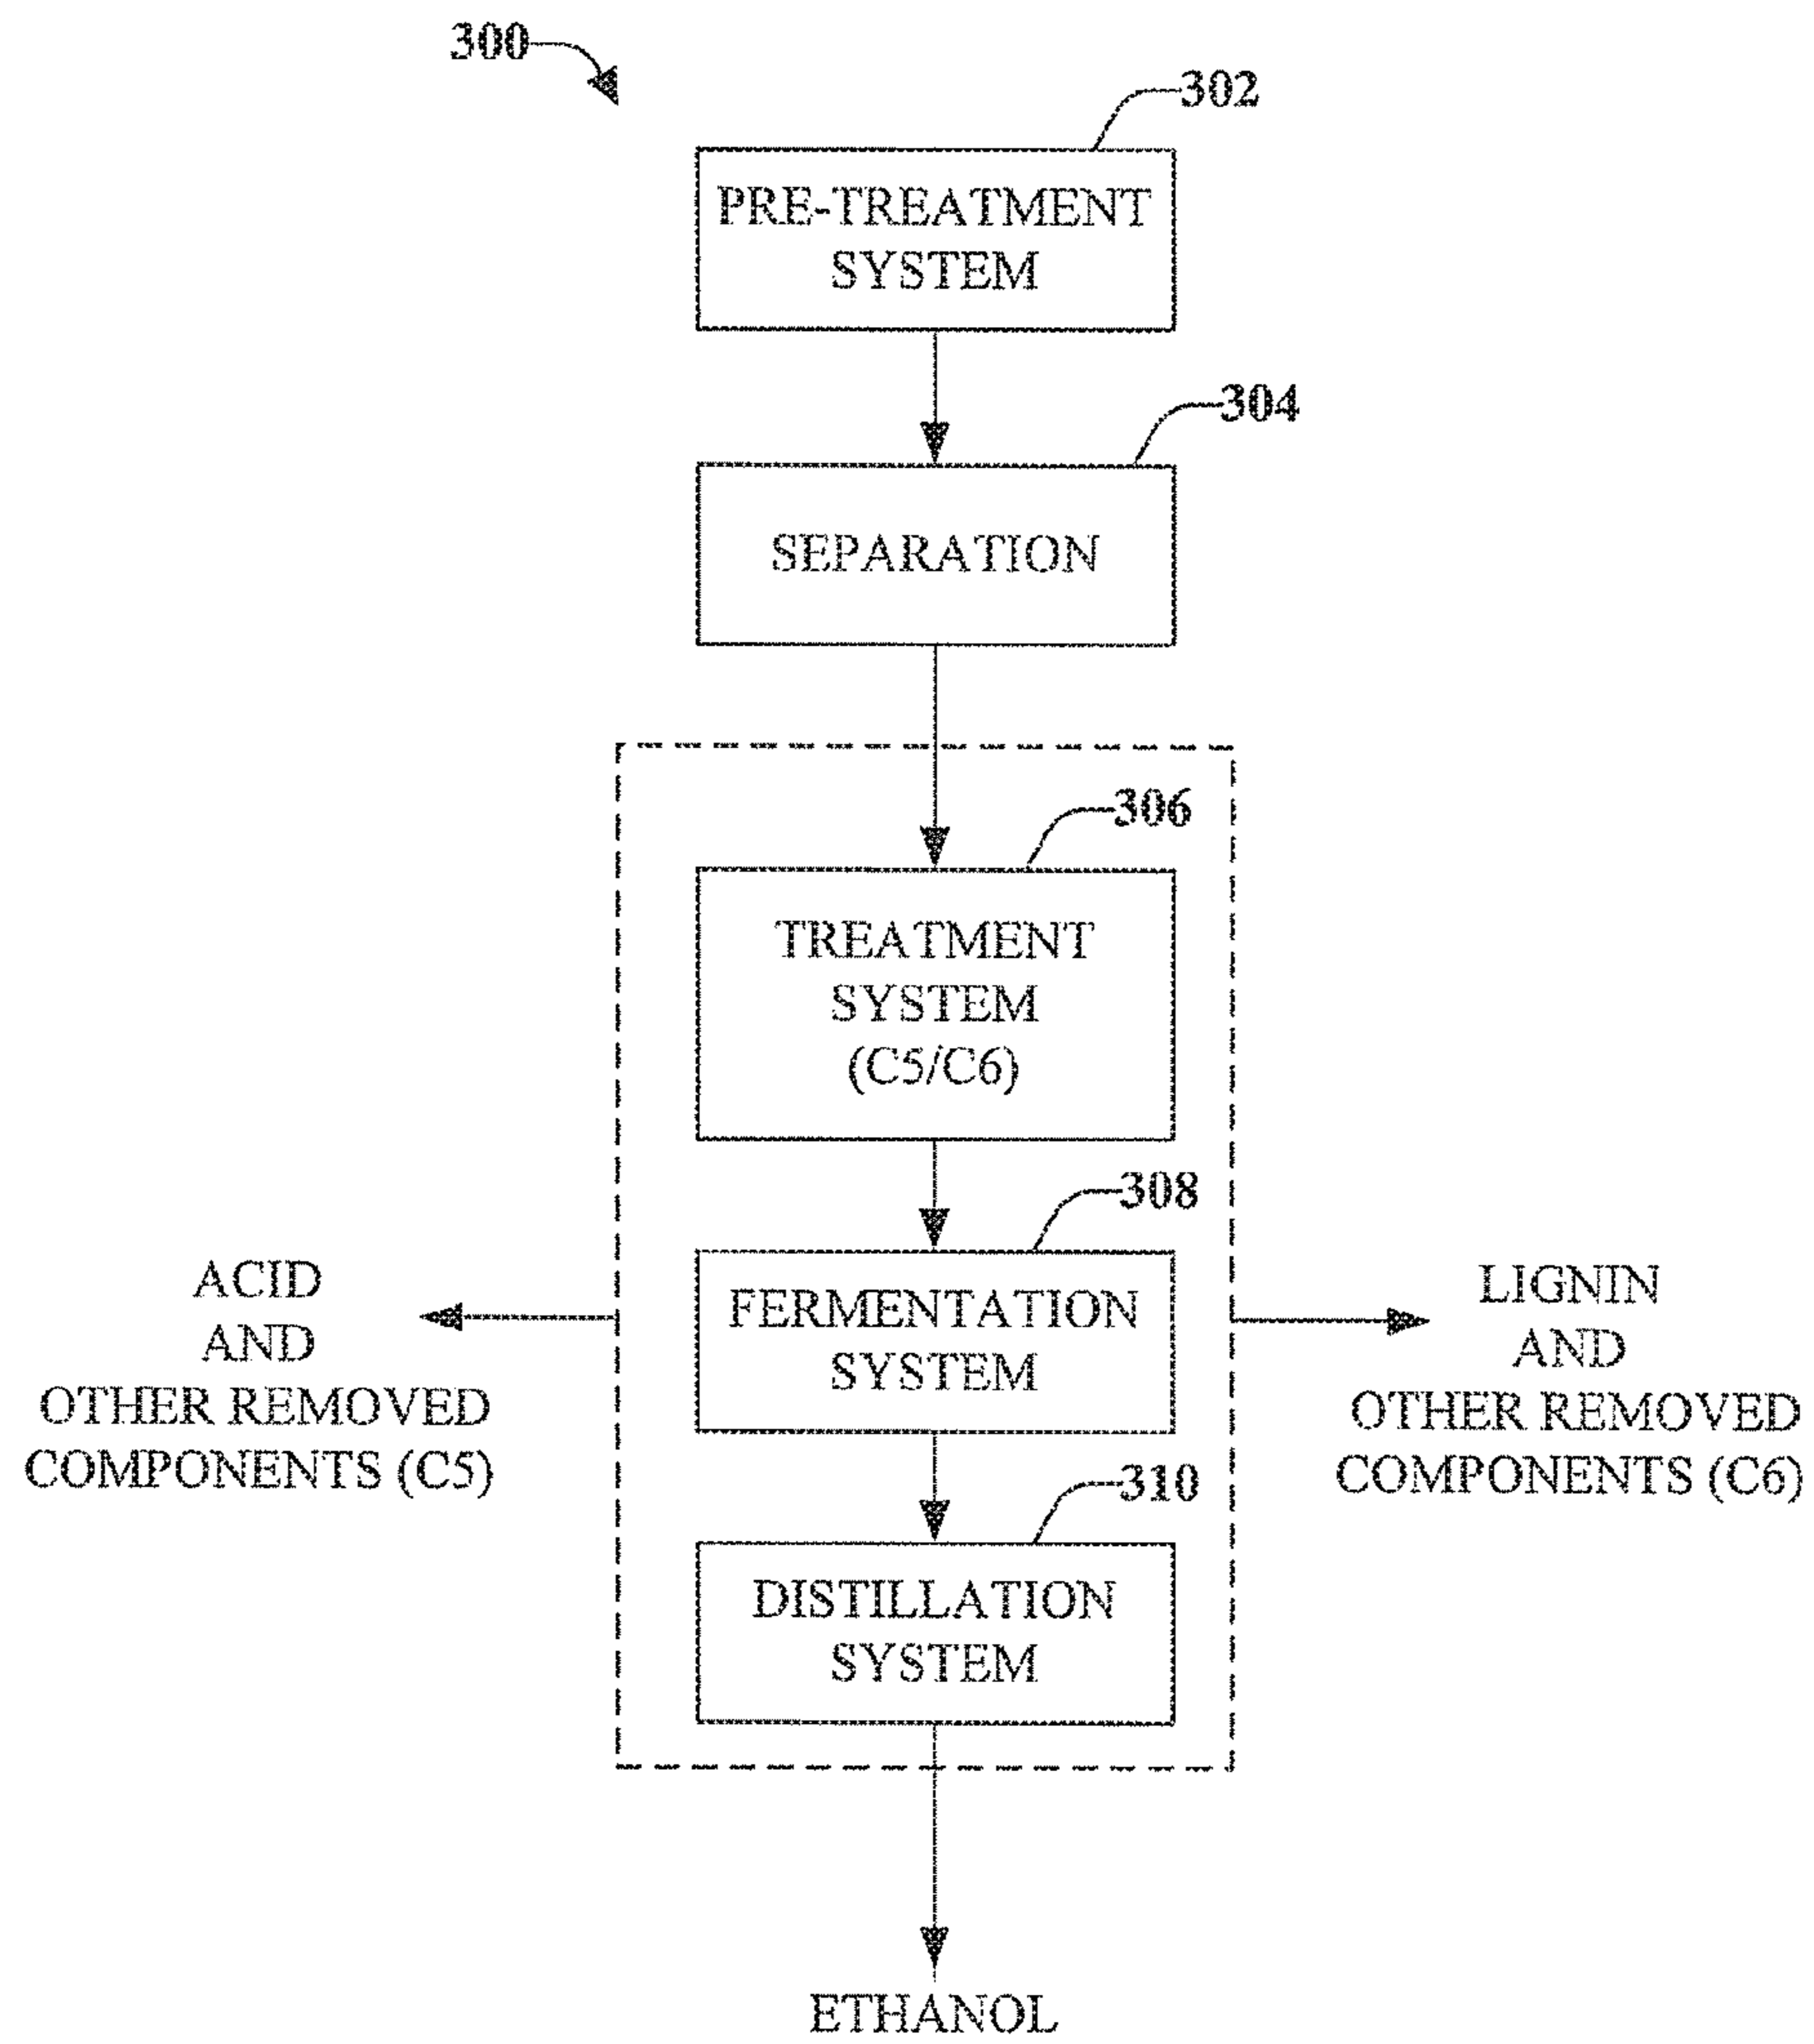 300
302
PRE-TREATMENT
SYSTEM
304
SEPARATION
306
TREATMENT
SYSTEM
(C5/C6)
308
FERMENTATION
SYSTEM
ACID
AND
OTHER REMOVED
COMPONENTS (C5)
LIGNIN
AND
OTHER REMOVED
COMPONENTS (C6)
310
DISTILLATION
SYSTEM
ETHANOL